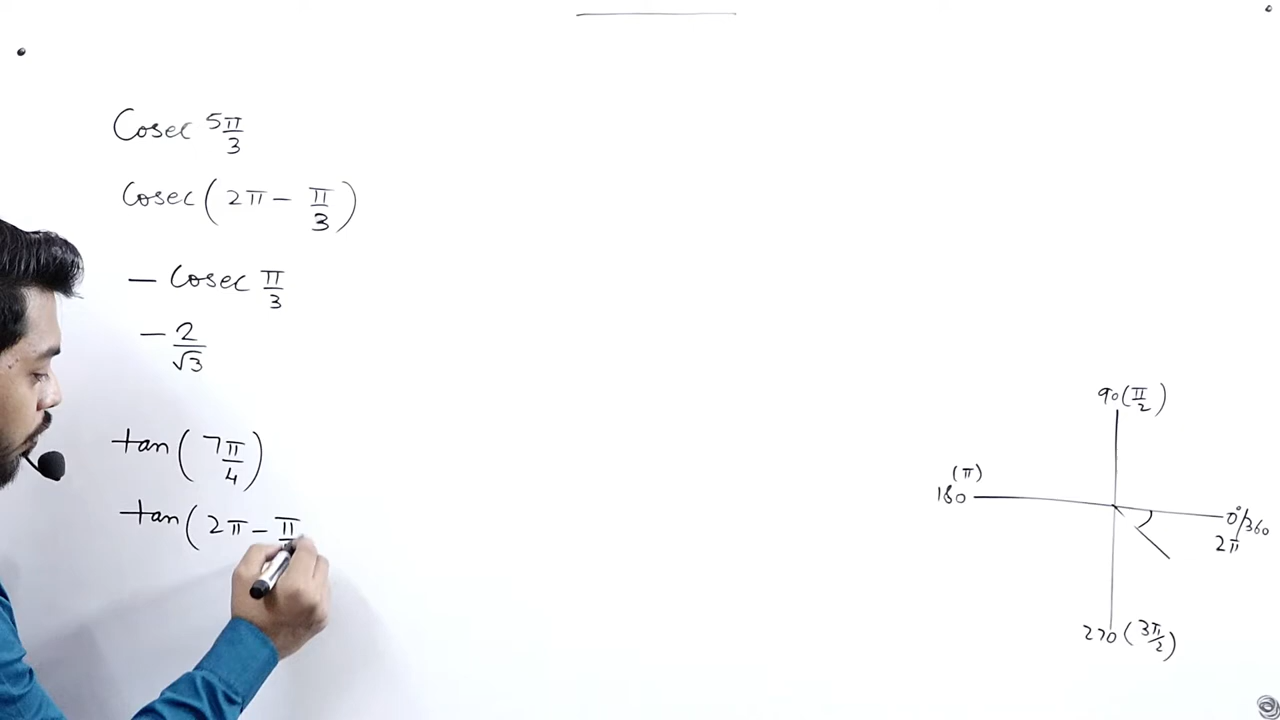 Cosec 5π/3
Cosec(2π - π/3)
- Cosec π/3
- 2/√3
tan(7π/4)
tan(2π - π/
90(π/2)
(π)
180
0°/360
2π
270(3π/2)